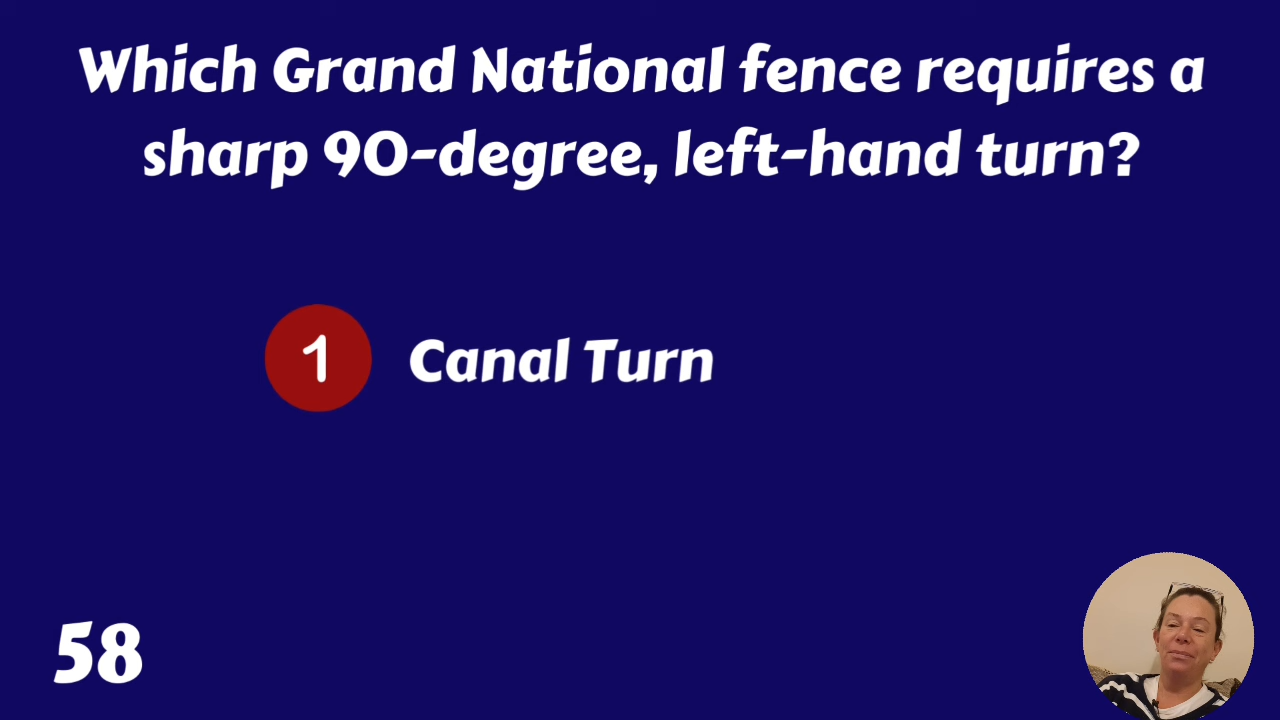 Which Grand National fence requires a
sharp 90-degree, left-hand turn?
1 Canal Turn
58